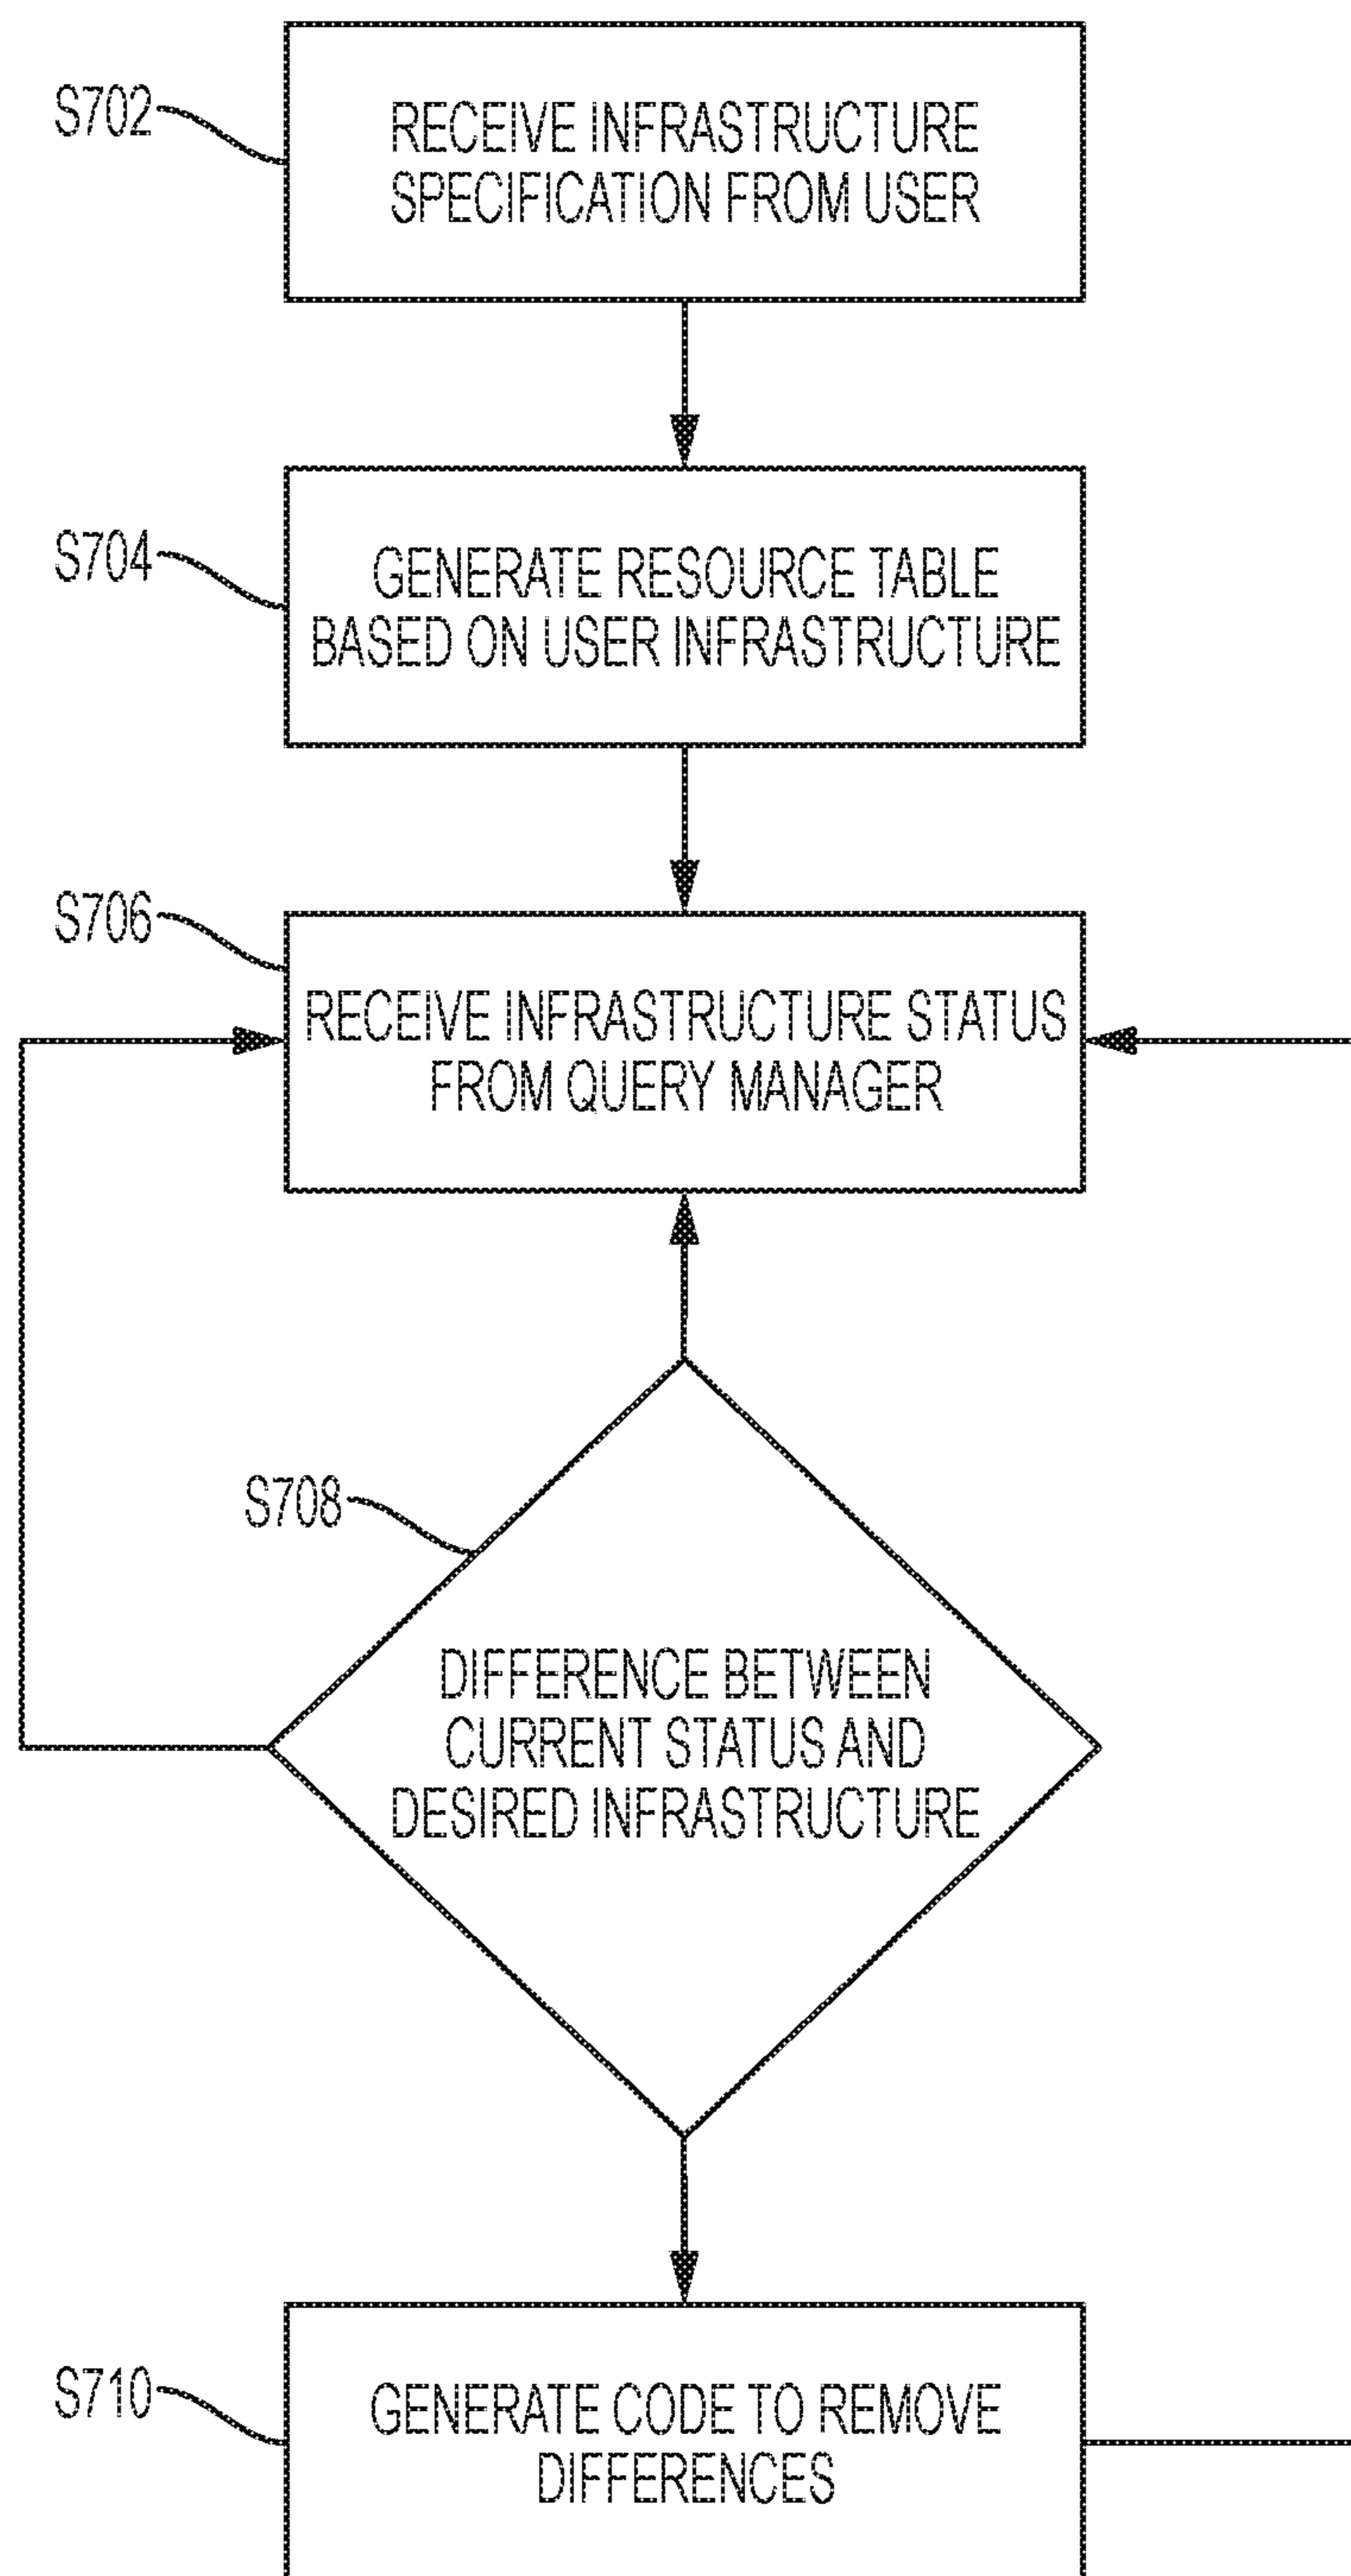 S702
RECEIVE INFRASTRUCTURE
SPECIFICATION FROM USER
S704
GENERATE RESOURCE TABLE
BASED ON USER INFRASTRUCTURE
S706
RECEIVE INFRASTRUCTURE STATUS
FROM QUERY MANAGER
S708
DIFFERENCE BETWEEN
CURRENT STATUS AND
DESIRED INFRASTRUCTURE
S710
GENERATE CODE TO REMOVE
DIFFERENCES